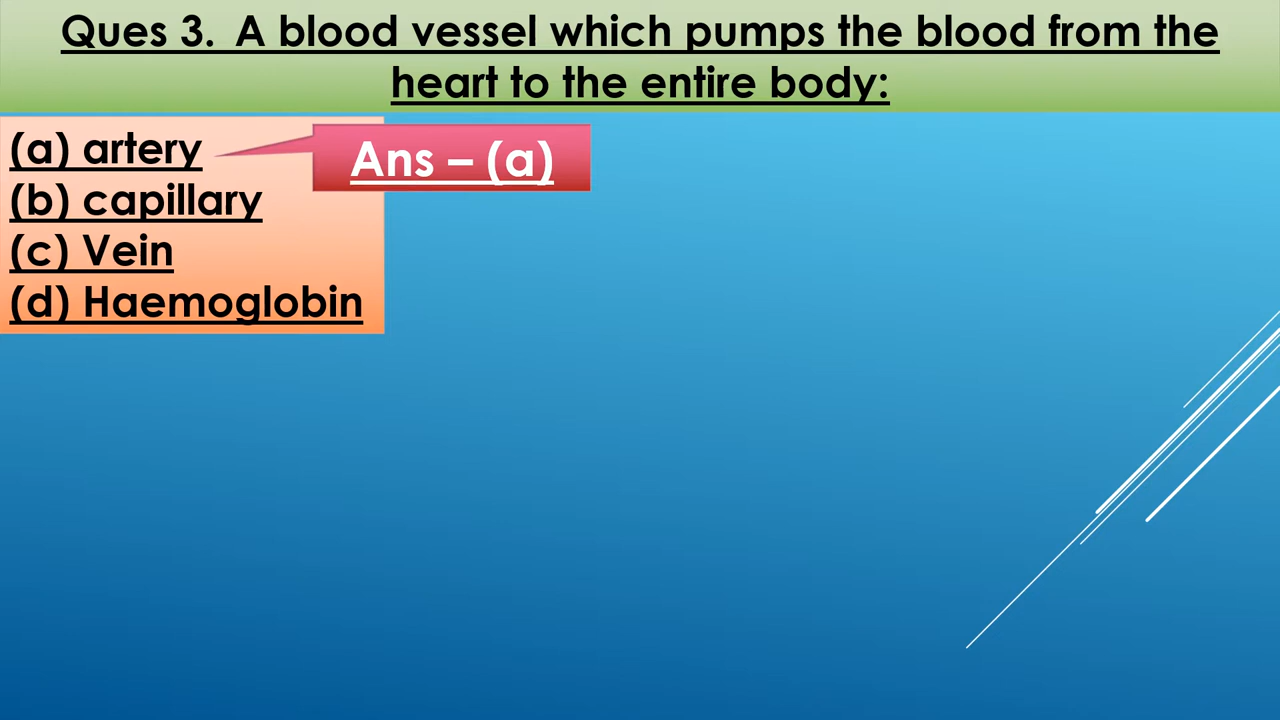 Ques 3. A blood vessel which pumps the blood from the
heart to the entire body:
(a) artery
Ans – (a)
(b) capillary
(c) Vein
(d) Haemoglobin